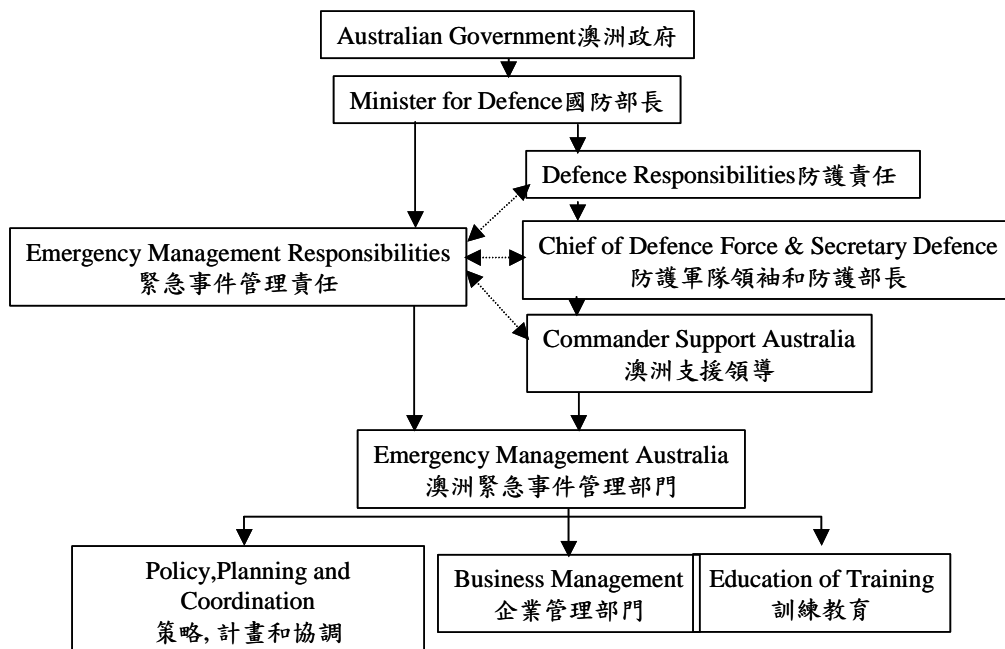 Australian Government澳洲政府
Minister for Defence國防部長
Defence Responsibilities防護責任
Emergency Management Responsibilities
緊急事件管理責任
Chief of Defence Force & Secretary Defence
防護軍隊領袖和防護部長
Commander Support Australia
澳洲支援領導
Emergency Management Australia
澳洲緊急事件管理部門
Policy,Planning and
Coordination
策略, 計畫和協調
Business Management
企業管理部門
Education of Training
訓練教育